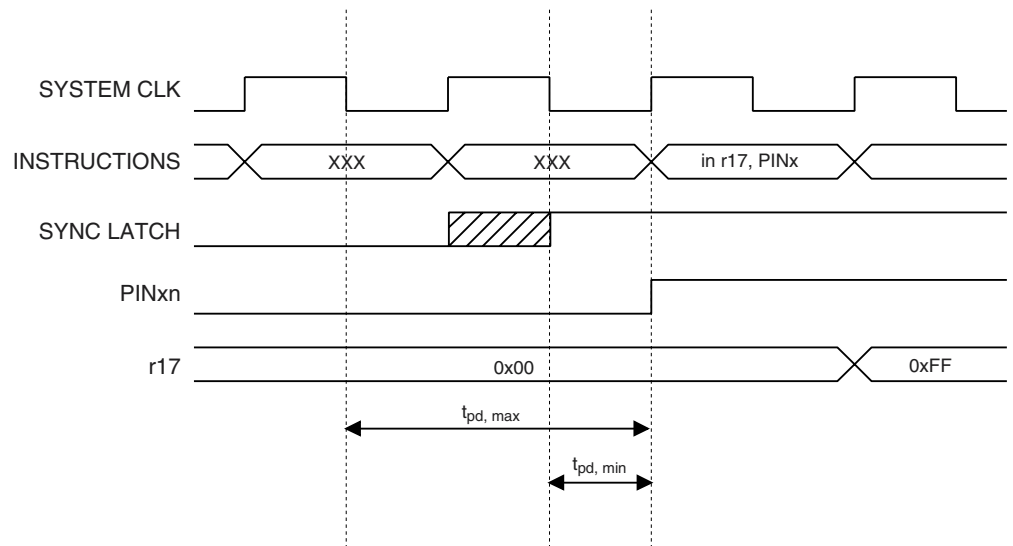 SYSTEM CLK
INSTRUCTIONS XXX XXX in r17, PINx
SYNC LATCH
PINxn
r17 0x00 0xFF
tpd, max
tpd, min